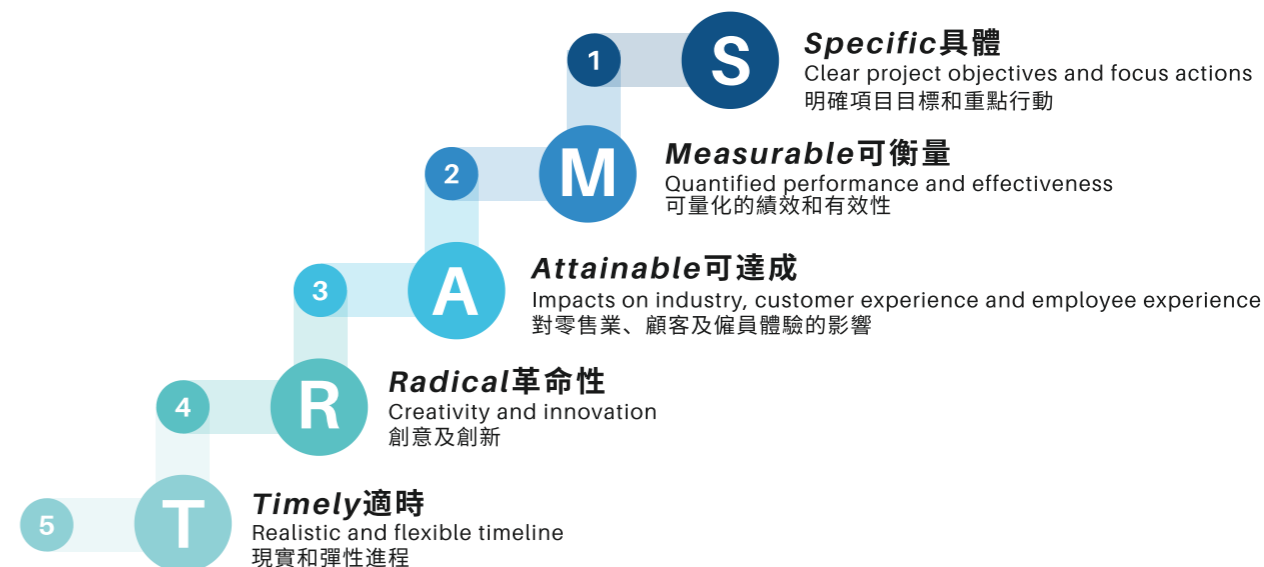 1
S
Specific具體
Clear project objectives and focus actions
明確項目目標和重點行動
2
M
Measurable可衡量
Quantified performance and effectiveness
可量化的績效和有效性
3
A
Attainable可達成
Impacts on industry, customer experience and employee experience
對零售業、顧客及僱員體驗的影響
4
R
Radical革命性
Creativity and innovation
創意及創新
5
T
Timely適時
Realistic and flexible timeline
現實和彈性進程